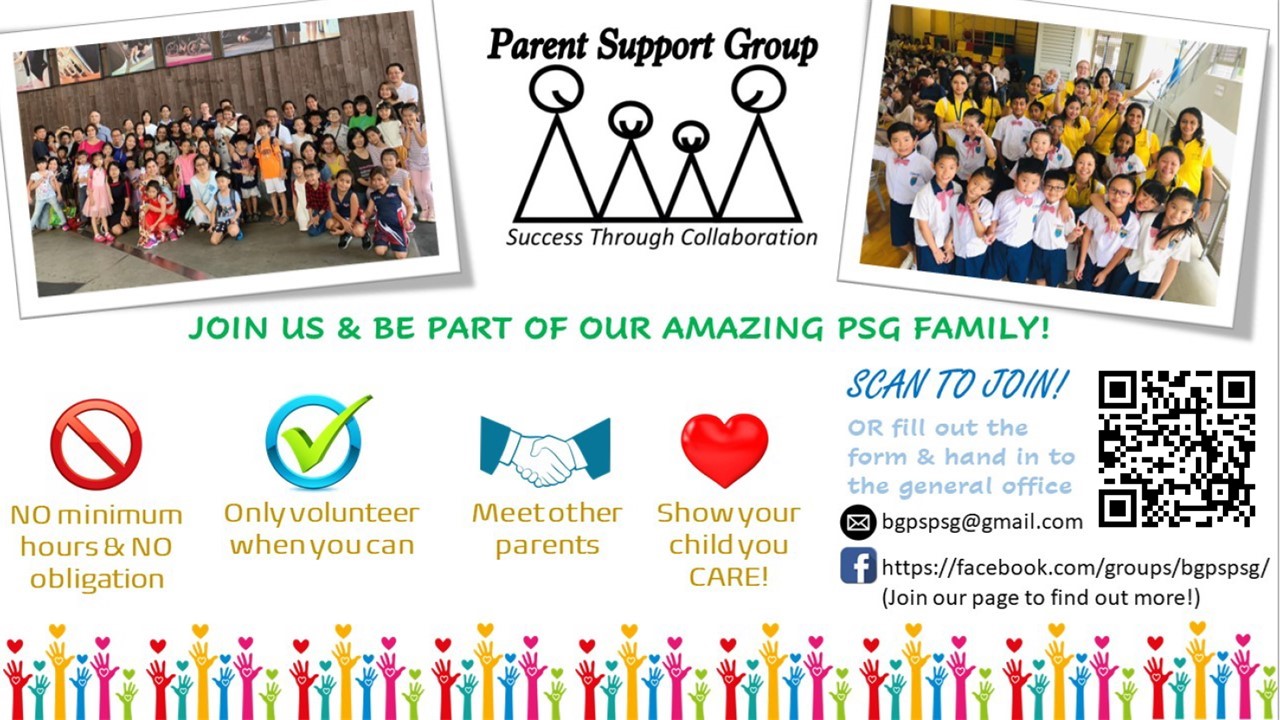 Parent Support Group
Success Through Collaboration
JOIN US & BE PART OF OUR AMAZING PSG FAMILY!
NO minimum
hours & NO
obligation
Only volunteer
when you can
Meet other
parents
Show your
child you
CARE!
SCAN TO JOIN!
OR fill out the
form & hand in to
the general office
bgpspsg@gmail.com
https://facebook.com/groups/bgpspsg/
(Join our page to find out more!)